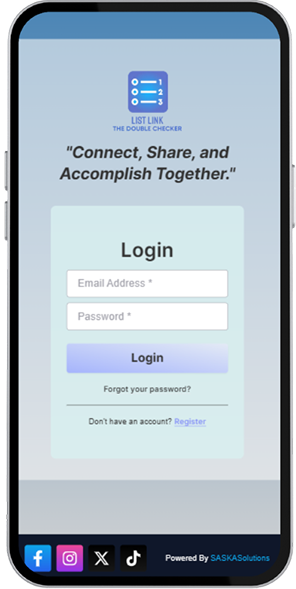 1
2
3
LIST LINK
THE DOUBLE CHECKER
"Connect, Share, and
Accomplish Together."
Login
Email Address *
Password *
Login
Forgot your password?
Don't have an account? Register
Powered By SASKASolutions